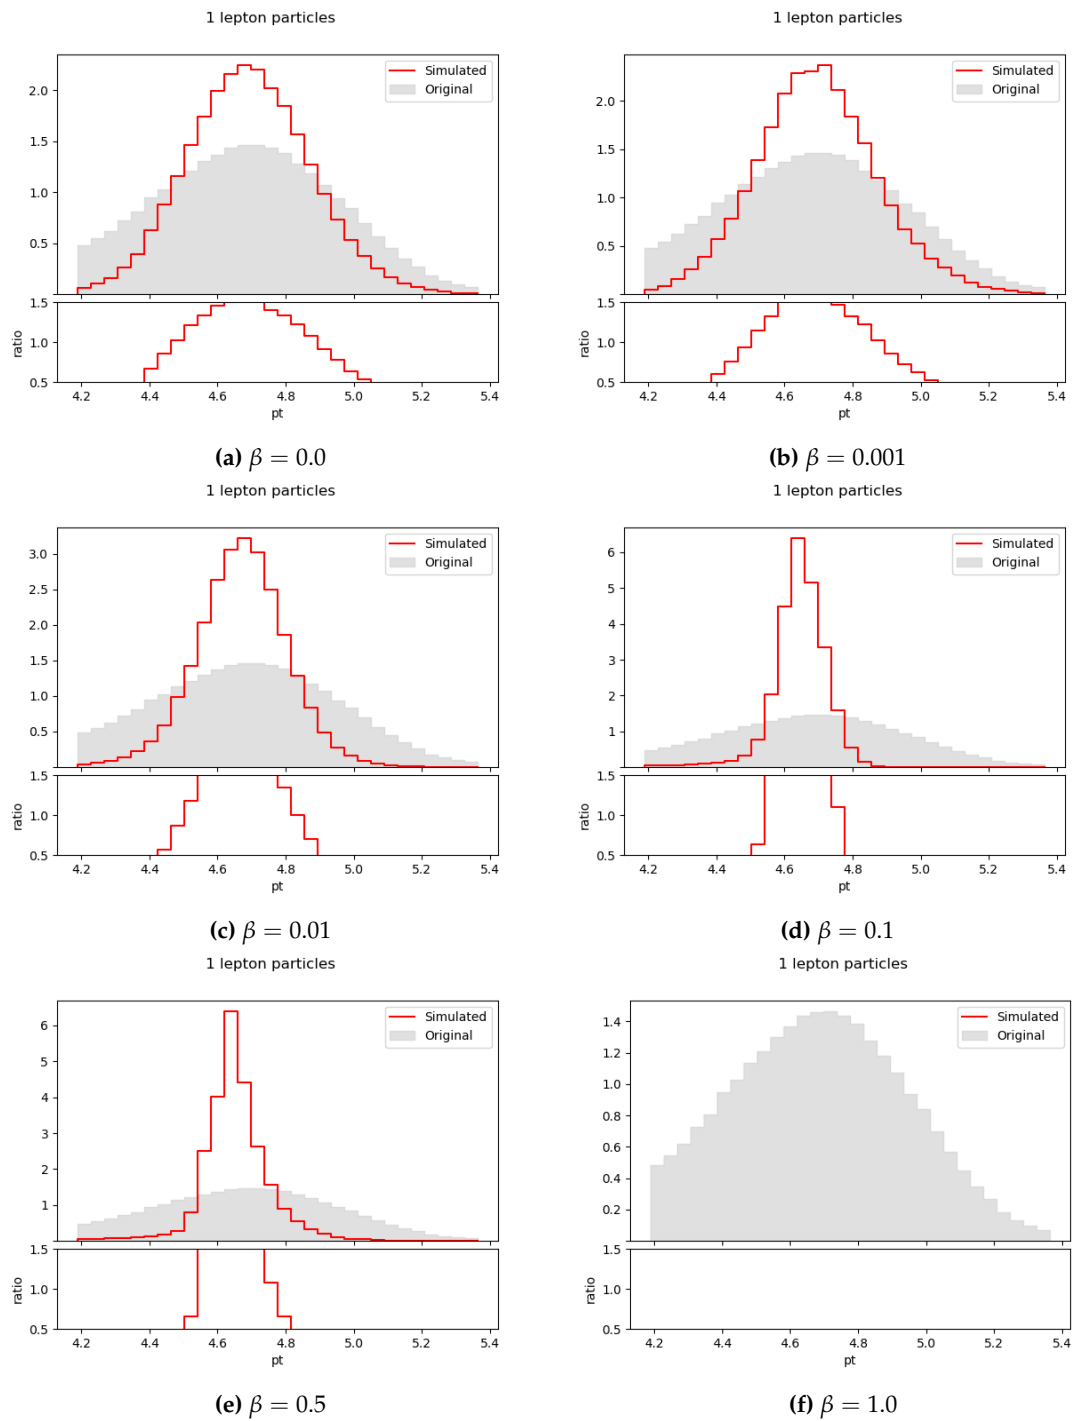 1 lepton particles
Simulated
Original
2.0
1.5
1.0
0.5
1.5
1.0
0.5
ratio
4.2 4.4 4.6 4.8 5.0 5.2 5.4
pt
(a) β = 0.0
1 lepton particles
Simulated
Original
2.0
1.5
1.0
0.5
1.5
1.0
0.5
ratio
4.2 4.4 4.6 4.8 5.0 5.2 5.4
pt
(b) β = 0.001
1 lepton particles
Simulated
Original
3.0
2.5
2.0
1.5
1.0
0.5
1.5
1.0
0.5
ratio
4.2 4.4 4.6 4.8 5.0 5.2 5.4
pt
(c) β = 0.01
1 lepton particles
Simulated
Original
6
5
4
3
2
1
1.5
1.0
0.5
ratio
4.2 4.4 4.6 4.8 5.0 5.2 5.4
pt
(d) β = 0.1
1 lepton particles
Simulated
Original
6
5
4
3
2
1
1.5
1.0
0.5
ratio
4.2 4.4 4.6 4.8 5.0 5.2 5.4
pt
(e) β = 0.5
1 lepton particles
Simulated
Original
1.4
1.2
1.0
0.8
0.6
0.4
0.2
1.5
1.0
0.5
ratio
4.2 4.4 4.6 4.8 5.0 5.2 5.4
pt
(f) β = 1.0